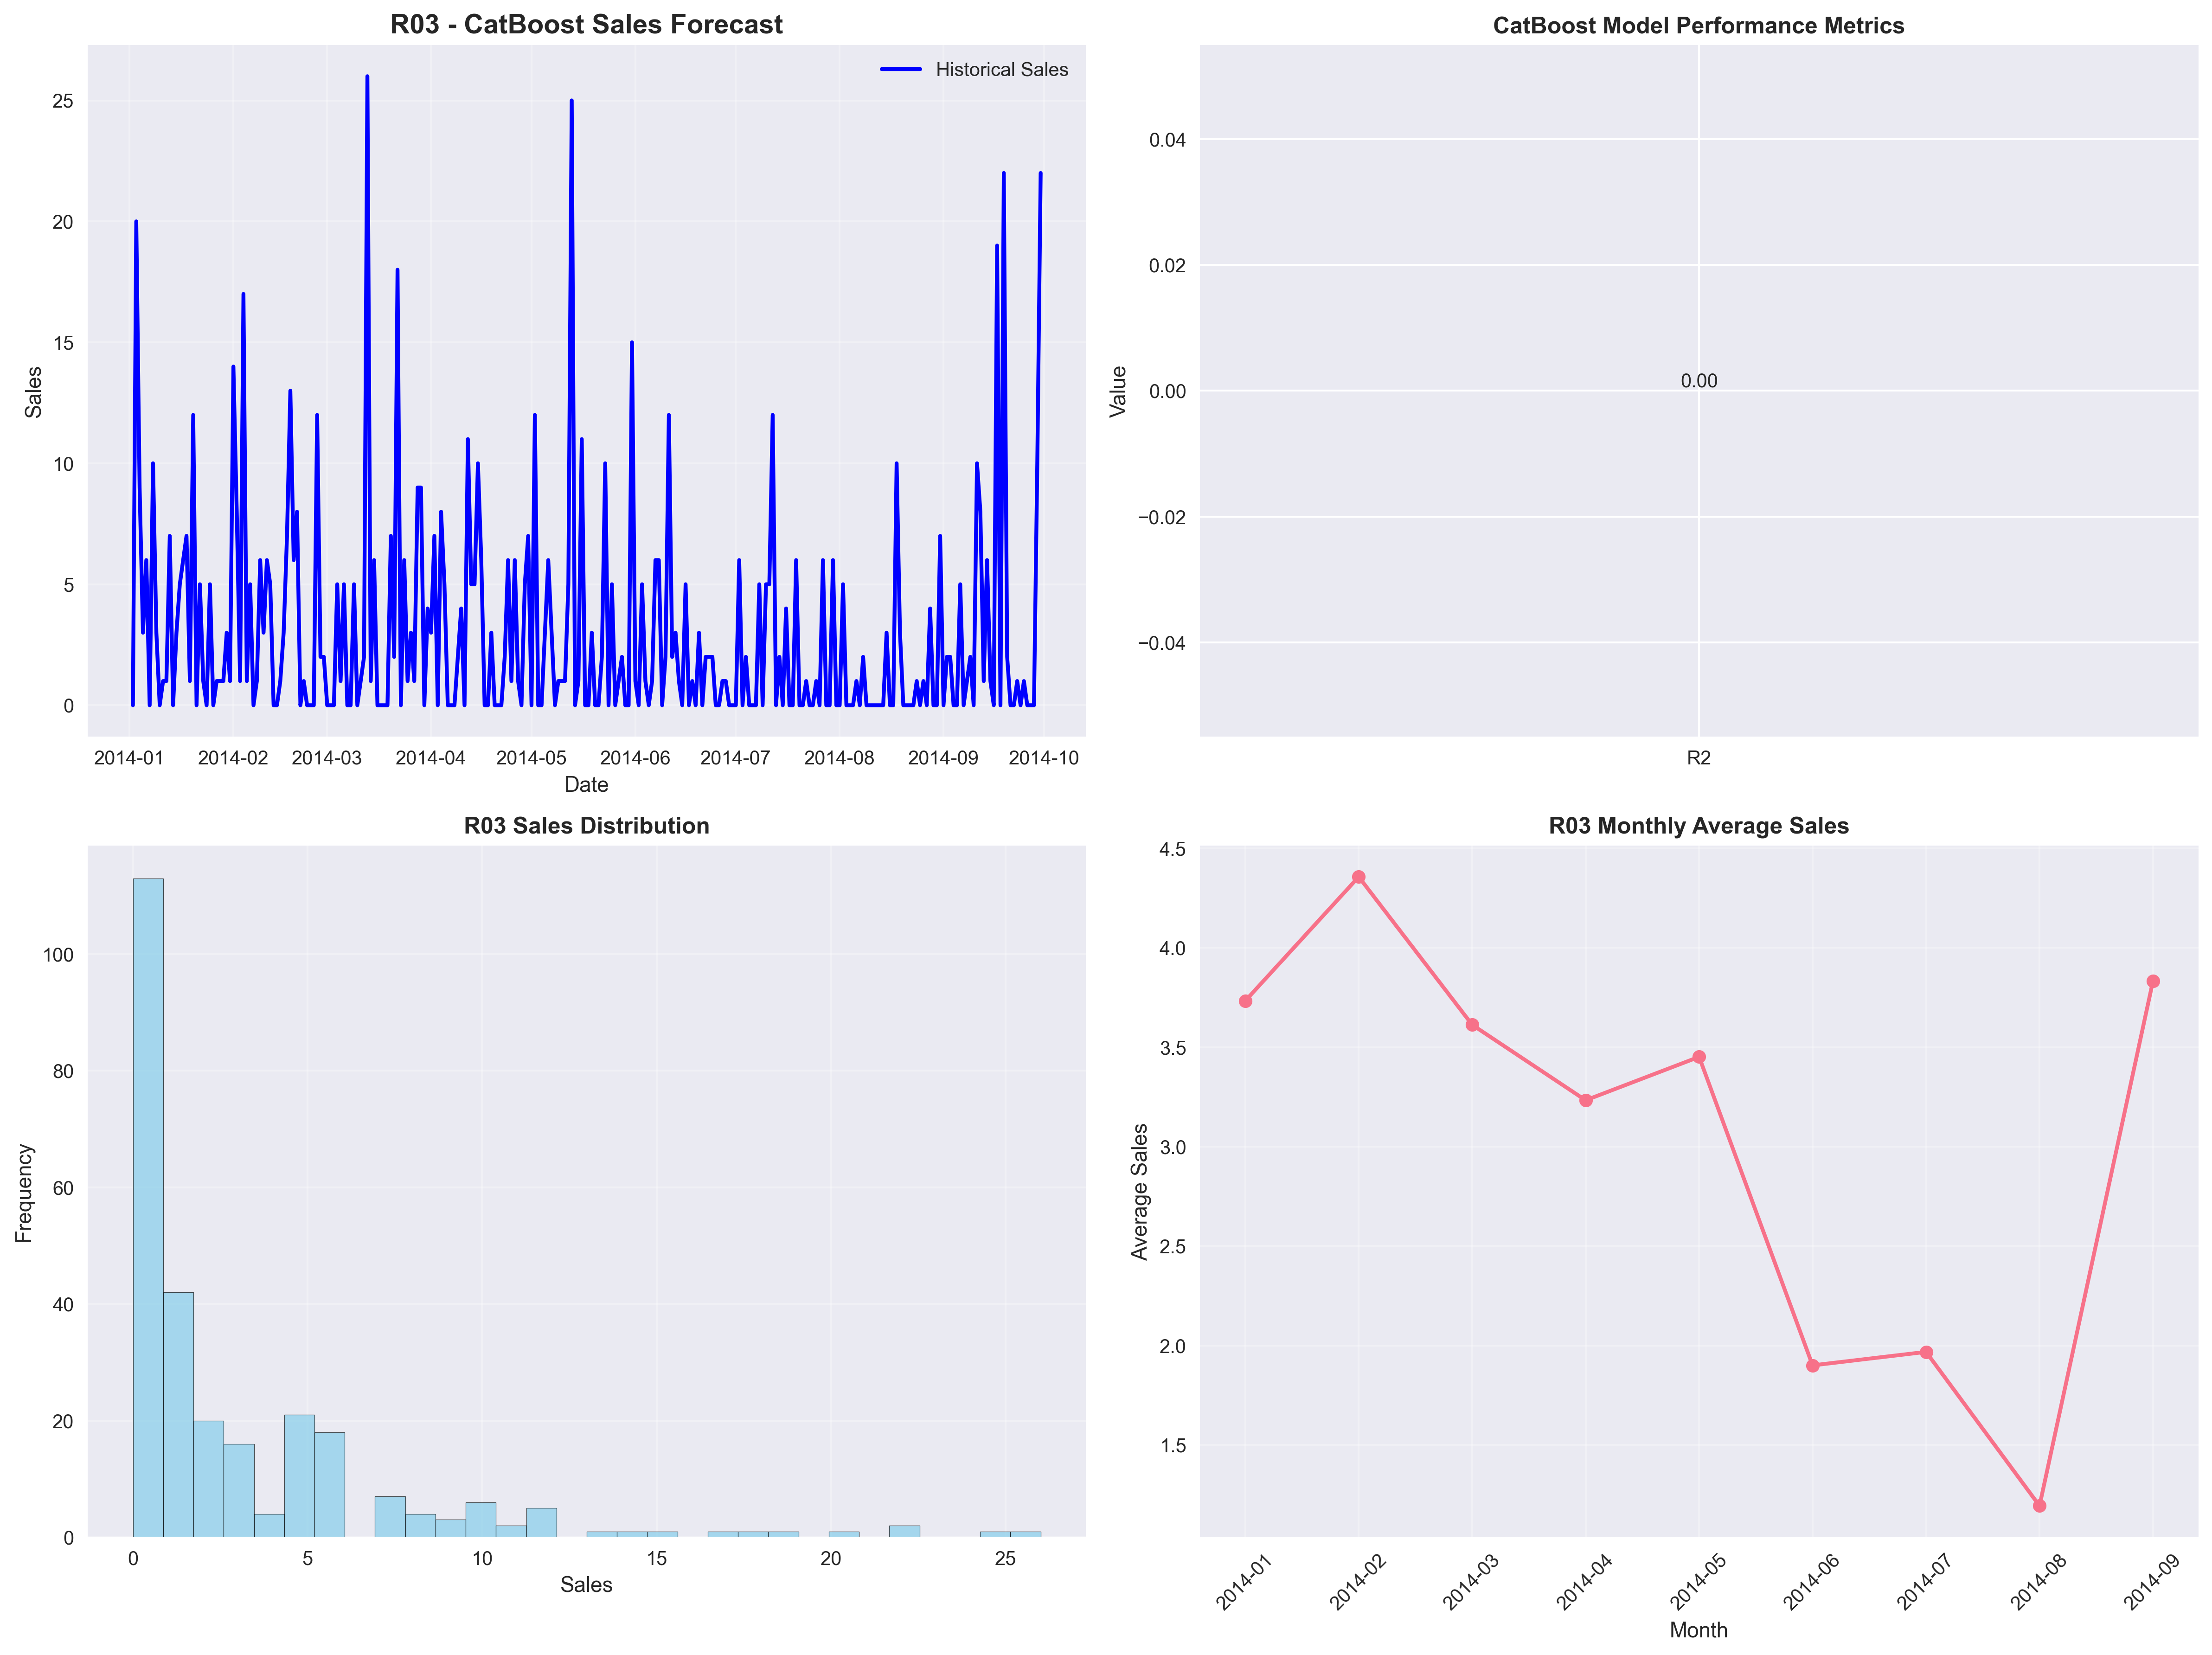 R03 - CatBoost Sales Forecast
Historical Sales
Sales
25
20
15
10
5
0
2014-01 2014-02 2014-03 2014-04 2014-05 2014-06 2014-07 2014-08 2014-09 2014-10
Date
CatBoost Model Performance Metrics
Value
0.04
0.02
0.00
−0.02
−0.04
0.00
R2
R03 Sales Distribution
Frequency
100
80
60
40
20
0
0 5 10 15 20 25
Sales
R03 Monthly Average Sales
Average Sales
4.5
4.0
3.5
3.0
2.5
2.0
1.5
2014-01 2014-02 2014-03 2014-04 2014-05 2014-06 2014-07 2014-08 2014-09
Month